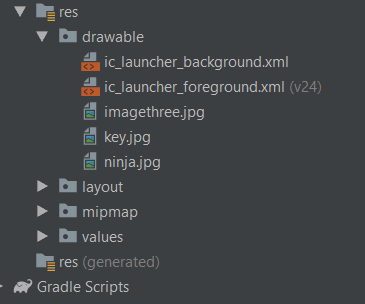 res
drawable
ic_launcher_background.xml
ic_launcher_foreground.xml (v24)
imagethree.jpg
key.jpg
ninja.jpg
layout
mipmap
values
res (generated)
Gradle Scripts